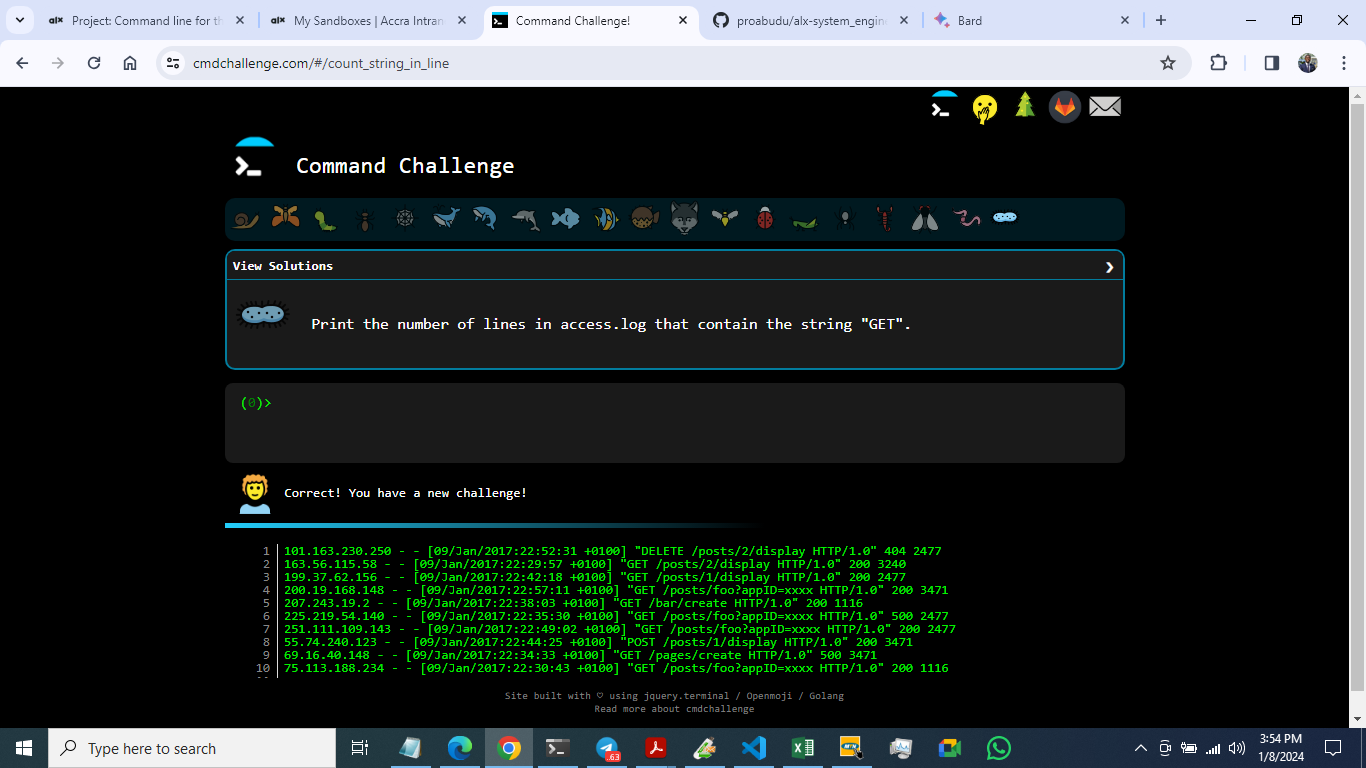 alx Project: Command line for th
alx My Sandboxes | Accra Intran
Command Challenge!
proabudu/alx-system_engine
Bard
cmdchallenge.com/#/count_string_in_line
Command Challenge
View Solutions
Print the number of lines in access.log that contain the string "GET".
(0)>
Correct! You have a new challenge!
1 101.163.230.250 - - [09/Jan/2017:22:52:31 +0100] "DELETE /posts/2/display HTTP/1.0" 404 2477
2 163.56.115.58 - - [09/Jan/2017:22:29:57 +0100] "GET /posts/2/display HTTP/1.0" 200 3240
3 199.37.62.156 - - [09/Jan/2017:22:42:18 +0100] "GET /posts/1/display HTTP/1.0" 200 2477
4 200.19.168.148 - - [09/Jan/2017:22:57:11 +0100] "GET /posts/foo?appID=xxxx HTTP/1.0" 200 3471
5 207.243.19.2 - - [09/Jan/2017:22:38:03 +0100] "GET /bar/create HTTP/1.0" 200 1116
6 225.219.54.140 - - [09/Jan/2017:22:35:30 +0100] "GET /posts/foo?appID=xxxx HTTP/1.0" 500 2477
7 251.111.109.143 - - [09/Jan/2017:22:49:02 +0100] "GET /posts/foo?appID=xxxx HTTP/1.0" 200 2477
8 55.74.240.123 - - [09/Jan/2017:22:44:25 +0100] "POST /posts/1/display HTTP/1.0" 200 3471
9 69.16.40.148 - - [09/Jan/2017:22:34:33 +0100] "GET /pages/create HTTP/1.0" 500 3471
10 75.113.188.234 - - [09/Jan/2017:22:30:43 +0100] "GET /posts/foo?appID=xxxx HTTP/1.0" 200 1116
Site built with ♡ using jquery.terminal / Openmoji / Golang
Read more about cmdchallenge
Type here to search
.63
3:54 PM
1/8/2024